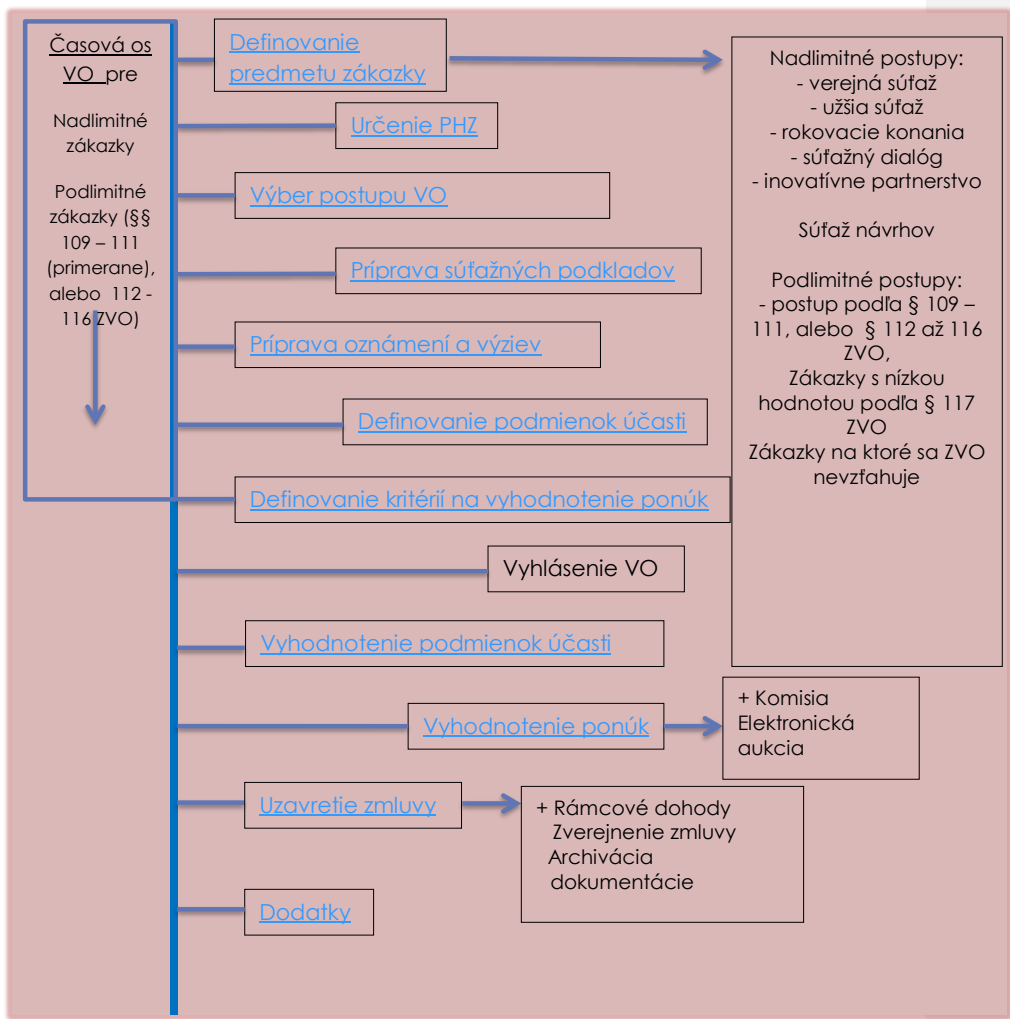 Časová os
VO pre
Nadlimitné
zákazky
Podlimitné
zákazky (§§
109 – 111
(primerane),
alebo 112 -
116 ZVO)
Definovanie
predmetu zákazky
Určenie PHZ
Výber postupu VO
Príprava súťažných podkladov
Príprava oznámení a výziev
Definovanie podmienok účasti
Definovanie kritérií na vyhodnotenie ponúk
Vyhlásenie VO
Vyhodnotenie podmienok účasti
Vyhodnotenie ponúk
Uzavretie zmluvy
Dodatky
Nadlimitné postupy:
- verejná súťaž
- užšia súťaž
- rokovacie konania
- súťažný dialóg
- inovatívne partnerstvo
Súťaž návrhov
Podlimitné postupy:
- postup podľa § 109 –
111, alebo § 112 až 116
ZVO,
Zákazky s nízkou
hodnotou podľa § 117
ZVO
Zákazky na ktoré sa ZVO
nevzťahuje
+ Komisia
Elektronická
aukcia
+ Rámcové dohody
Zverejnenie zmluvy
Archivácia
dokumentácie